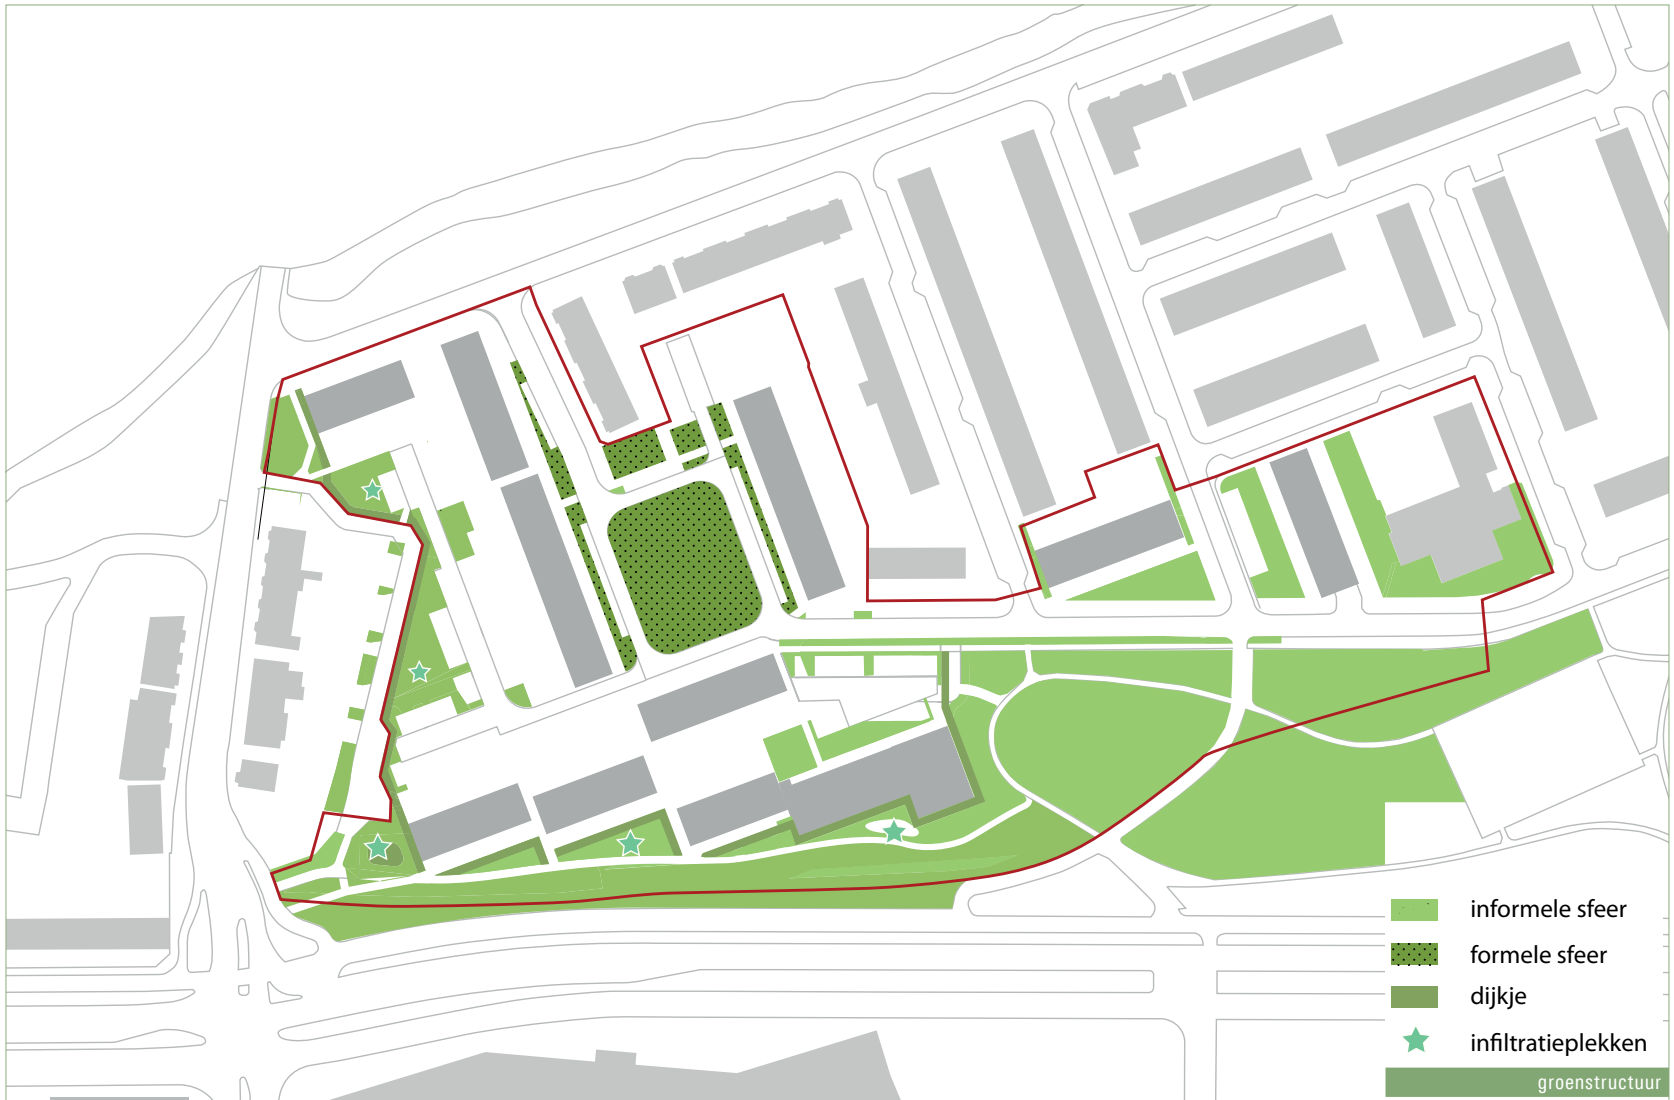 informele sfeer
formele sfeer
dijkje
infiltratieplekken
groenstructuur